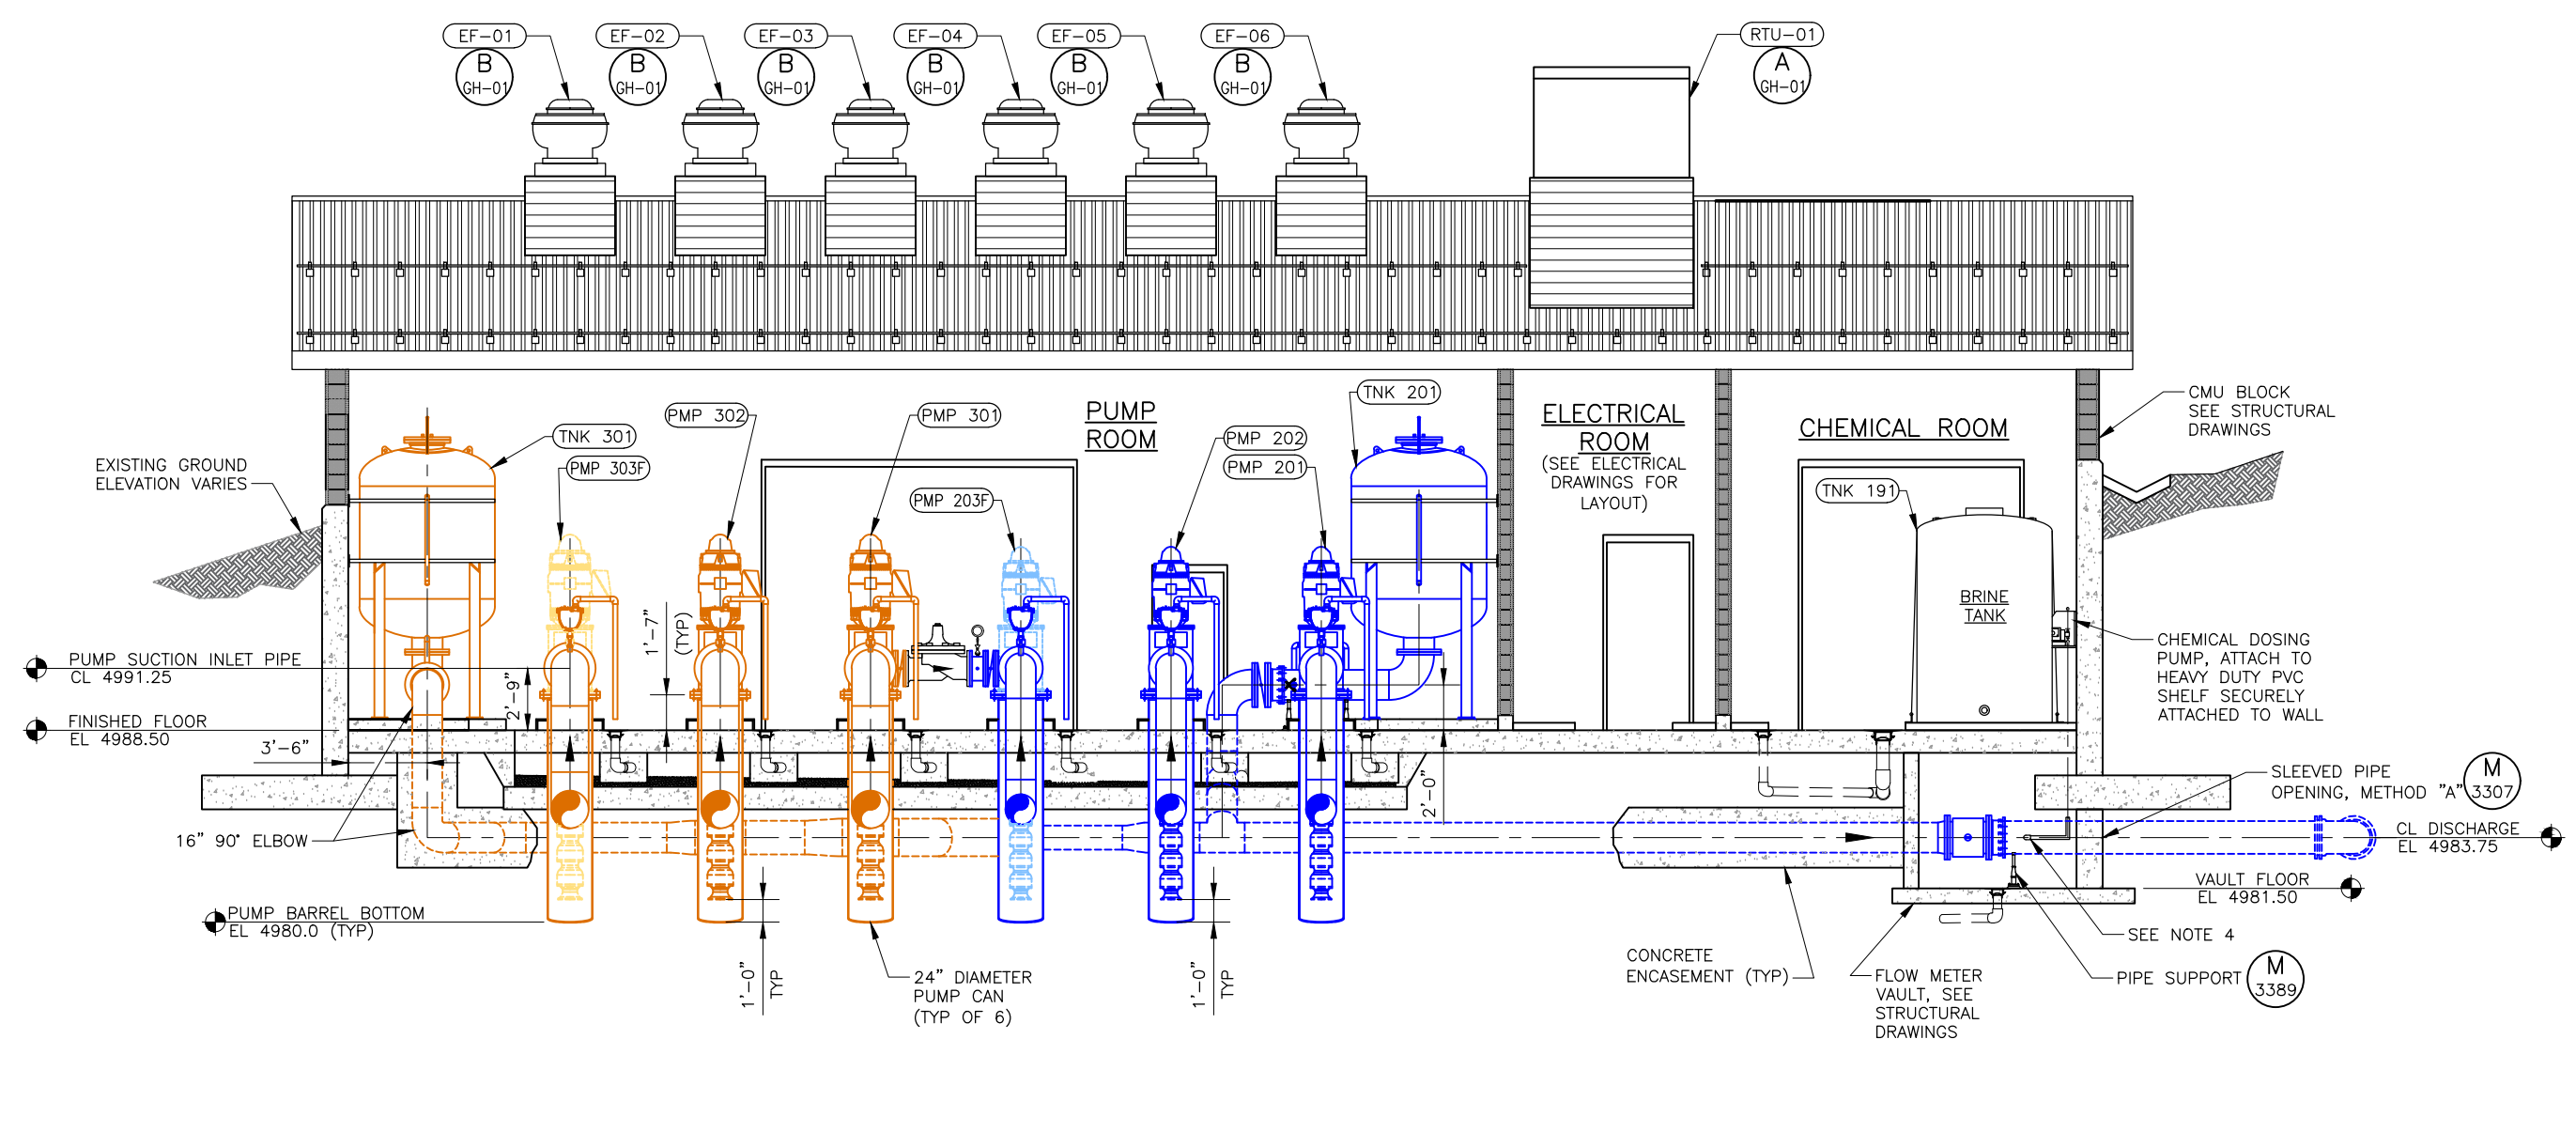 EF-01
B
GH-01
EF-02
B
GH-01
EF-03
B
GH-01
EF-04
B
GH-01
EF-05
B
GH-01
EF-06
B
GH-01
RTU-01
A
GH-01
TNK 301
PMP 303F
PMP 302
PMP 301
PUMP
ROOM
PMP 203F
PMP 202
PMP 201
TNK 201
ELECTRICAL
ROOM
(SEE ELECTRICAL
DRAWINGS FOR
LAYOUT)
CHEMICAL ROOM
TNK 191
BRINE
TANK
CMU BLOCK
SEE STRUCTURAL
DRAWINGS
EXISTING GROUND
ELEVATION VARIES
PUMP SUCTION INLET PIPE
CL 4991.25
FINISHED FLOOR
EL 4988.50
3'-6"
2'-9"
1'-7"
(TYP)
2'-0"
16" 90° ELBOW
PUMP BARREL BOTTOM
EL 4980.0 (TYP)
1'-0"
TYP
24" DIAMETER
PUMP CAN
(TYP OF 6)
1'-0"
TYP
CHEMICAL DOSING
PUMP, ATTACH TO
HEAVY DUTY PVC
SHELF SECURELY
ATTACHED TO WALL
SLEEVED PIPE
OPENING, METHOD "A"
M
3307
CL DISCHARGE
EL 4983.75
VAULT FLOOR
EL 4981.50
SEE NOTE 4
PIPE SUPPORT
M
3389
CONCRETE
ENCASEMENT (TYP)
FLOW METER
VAULT, SEE
STRUCTURAL
DRAWINGS